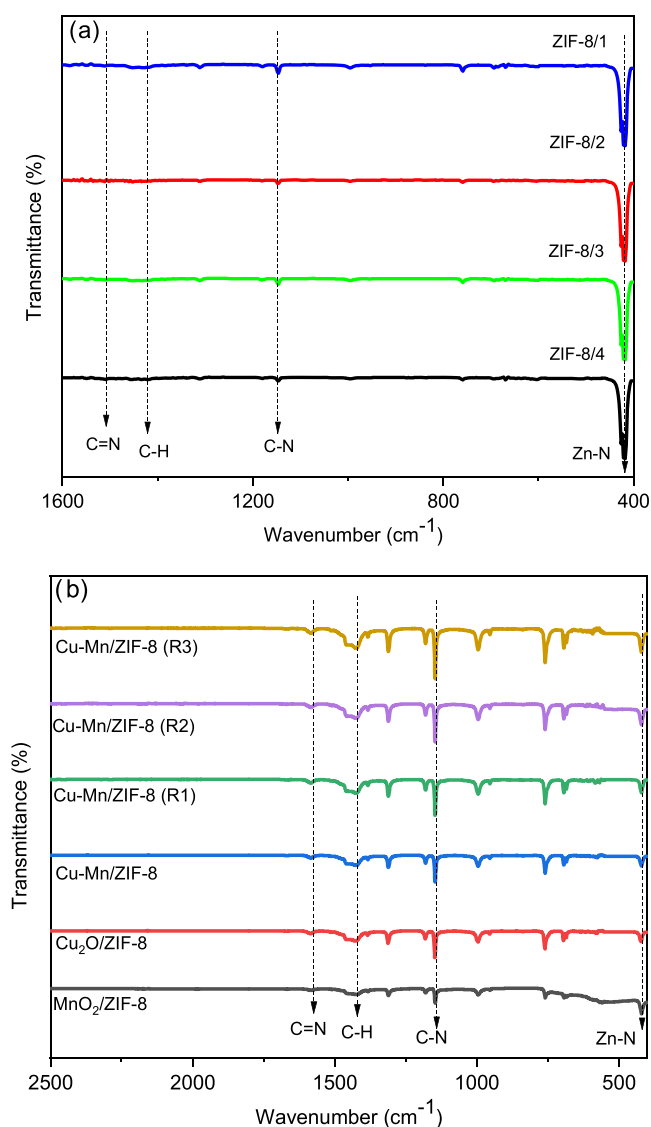 (a)
ZIF-8/1
ZIF-8/2
ZIF-8/3
ZIF-8/4
C=N
C-H
C-N
Zn-N
Transmittance (%)
1600
1200
800
400
Wavenumber (cm⁻¹)
(b)
Cu-Mn/ZIF-8 (R3)
Cu-Mn/ZIF-8 (R2)
Cu-Mn/ZIF-8 (R1)
Cu-Mn/ZIF-8
Cu₂O/ZIF-8
MnO₂/ZIF-8
C=N
C-H
C-N
Zn-N
Transmittance (%)
2500
2000
1500
1000
500
Wavenumber (cm⁻¹)